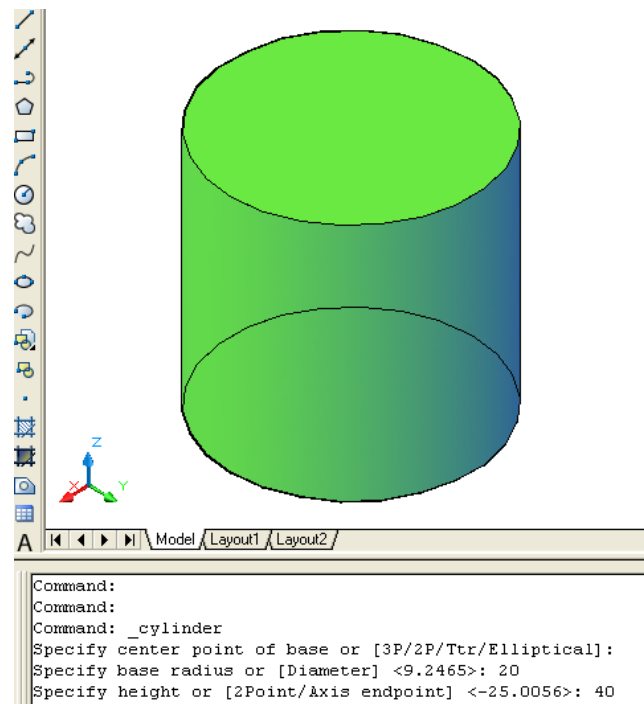 A
Z
X
Y
Model
Layout1
Layout2
Command:
Command:
Command: _cylinder
Specify center point of base or [3P/2P/Ttr/Elliptical]:
Specify base radius or [Diameter] <9.2465>: 20
Specify height or [2Point/Axis endpoint] <-25.0056>: 40